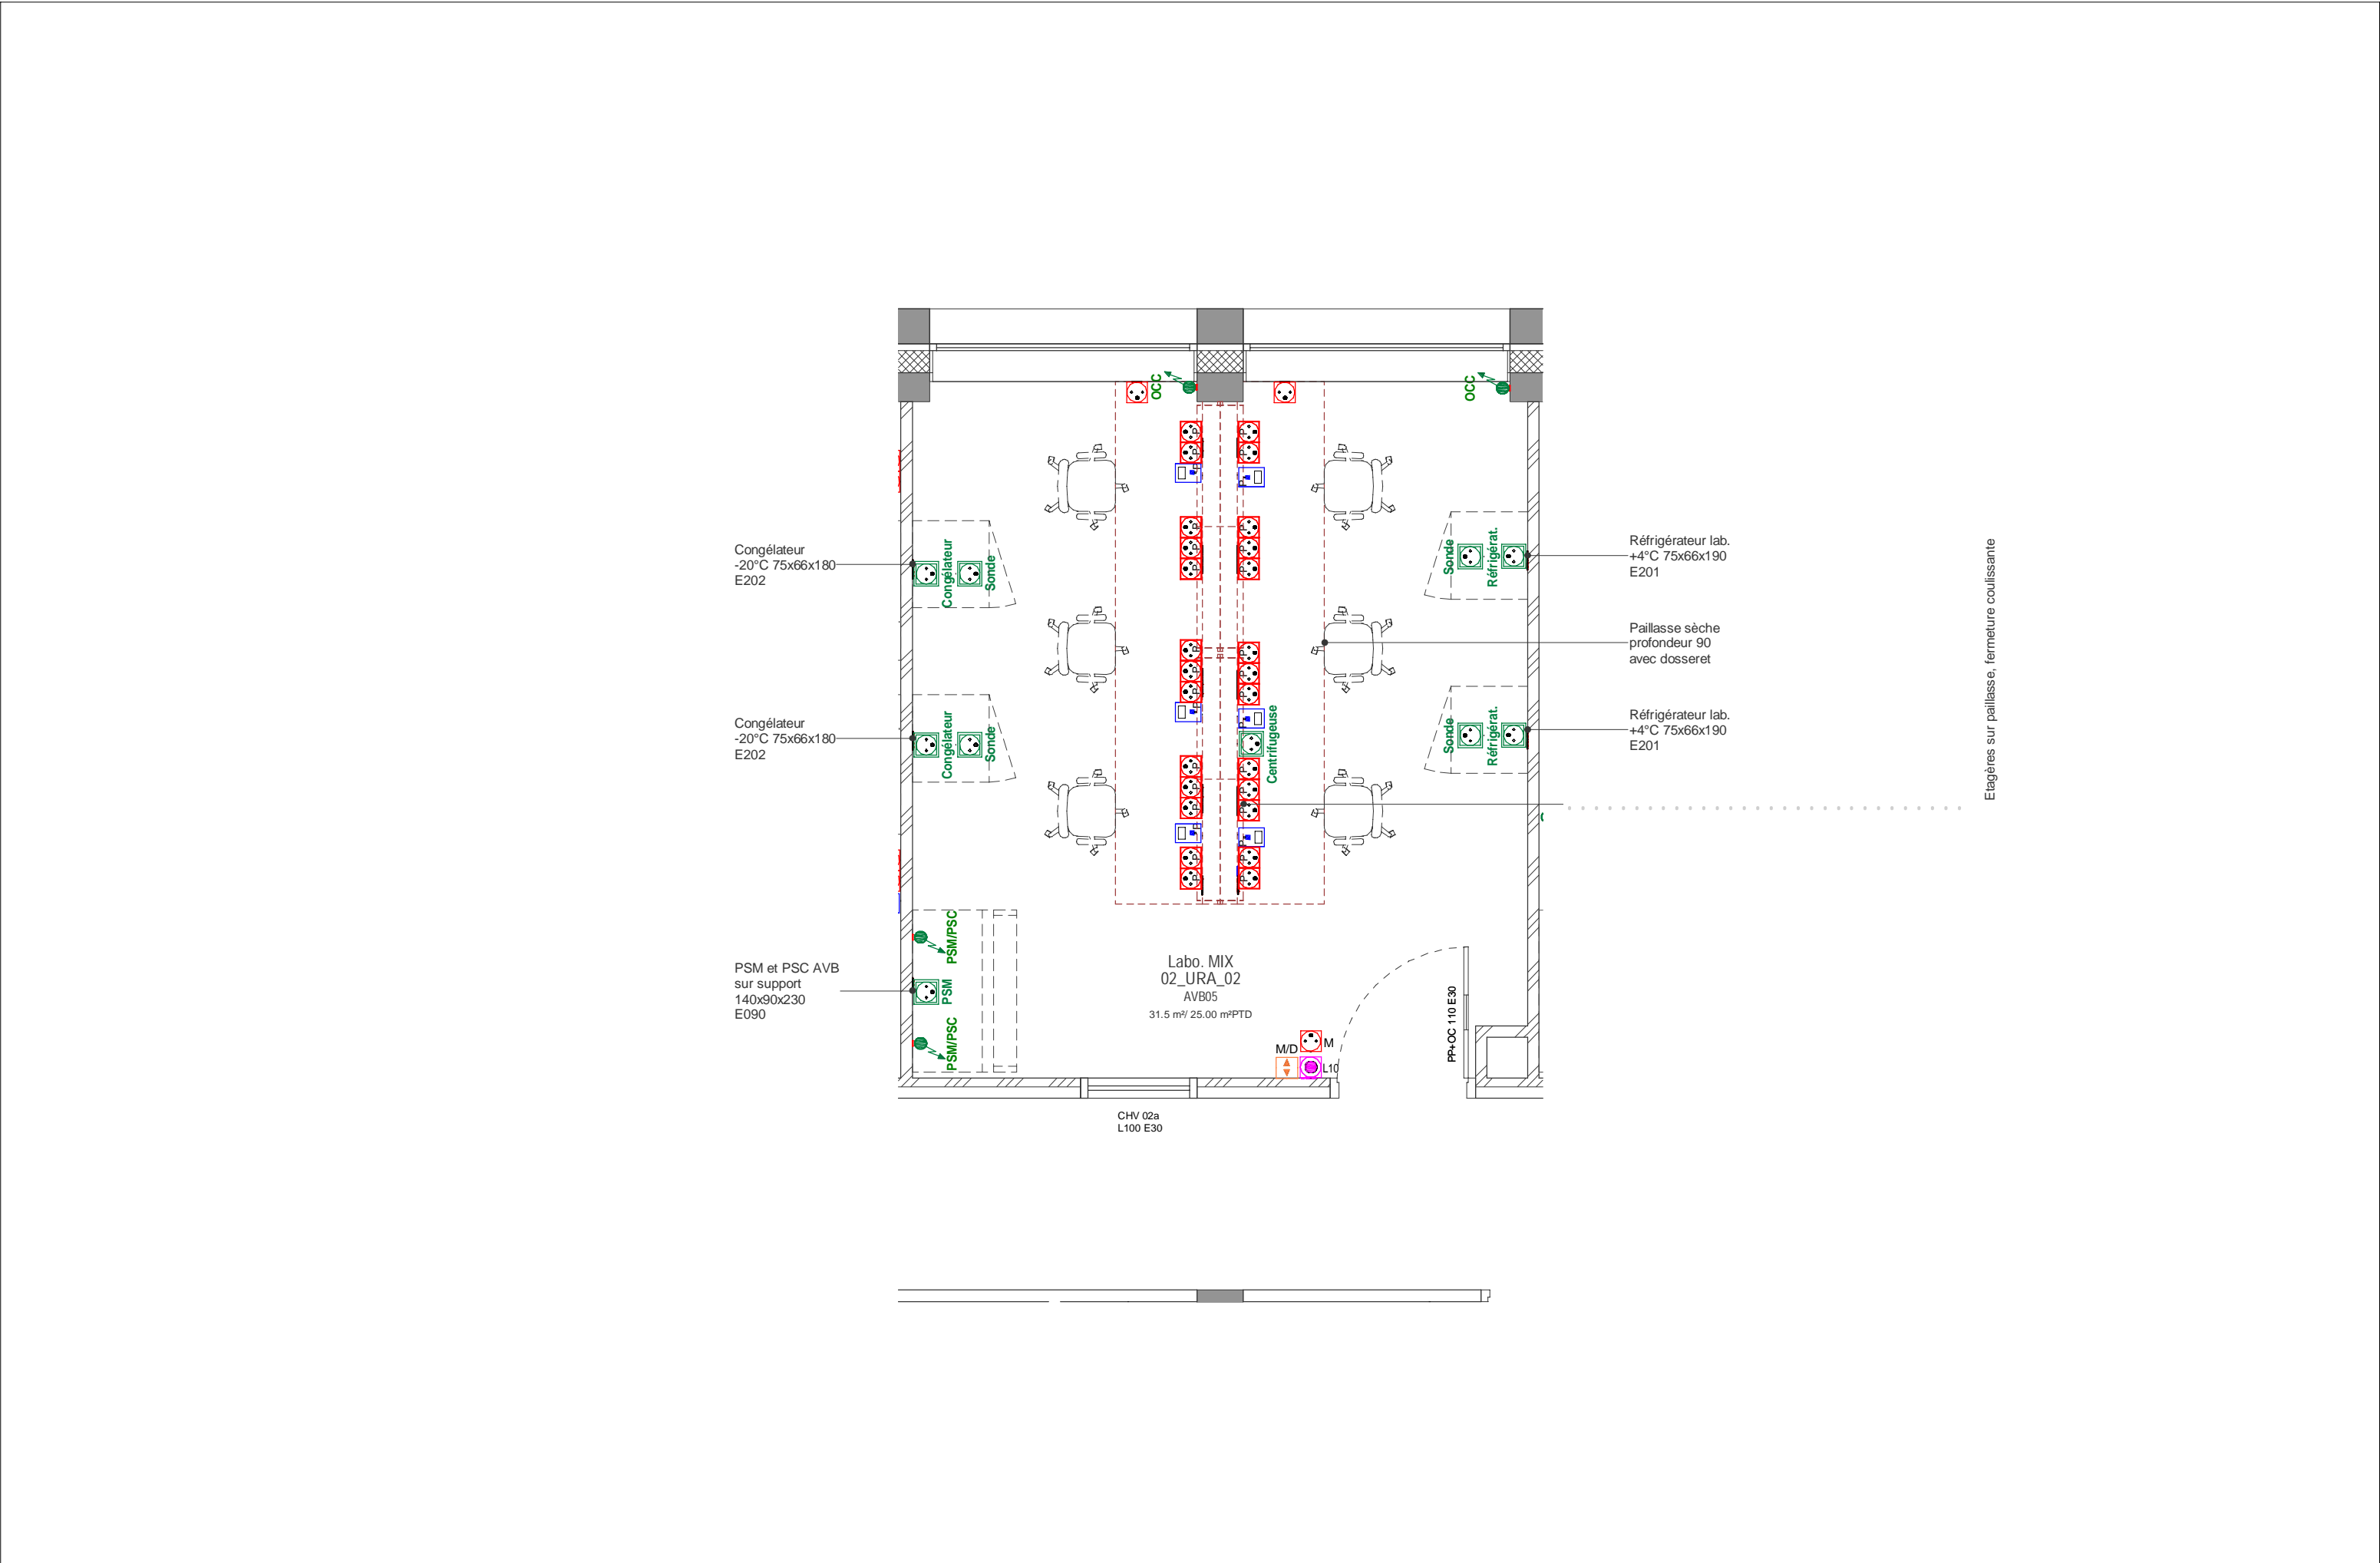 OCC
OCC
P
P
P
P
P
P
P
P
P
P
P
P
Congélateur
-20°C 75x66x180
E202
Congélateur
Sonde
Sonde
Réfrigérat.
Réfrigérateur lab.
+4°C 75x66x190
E201
Etagères sur paillasse, fermeture coulissante
Paillasse sèche
profondeur 90
avec dosseret
P
P
P
P
P
P
P
P
Congélateur
-20°C 75x66x180
E202
Congélateur
Sonde
Centrifugeuse
Sonde
Réfrigérat.
Réfrigérateur lab.
+4°C 75x66x190
E201
P
P
P
P
P
P
P
P
P
P
P
P
PSM/PSC
PSM et PSC AVB
sur support
140x90x230
E090
PSM
PSM/PSC
Labo. MIX
02_URA_02
AVB05
31.5 m²/ 25.00 m²PTD
M/D
M
L10
PP+OC 110 E30
CHV 02a
L100 E30